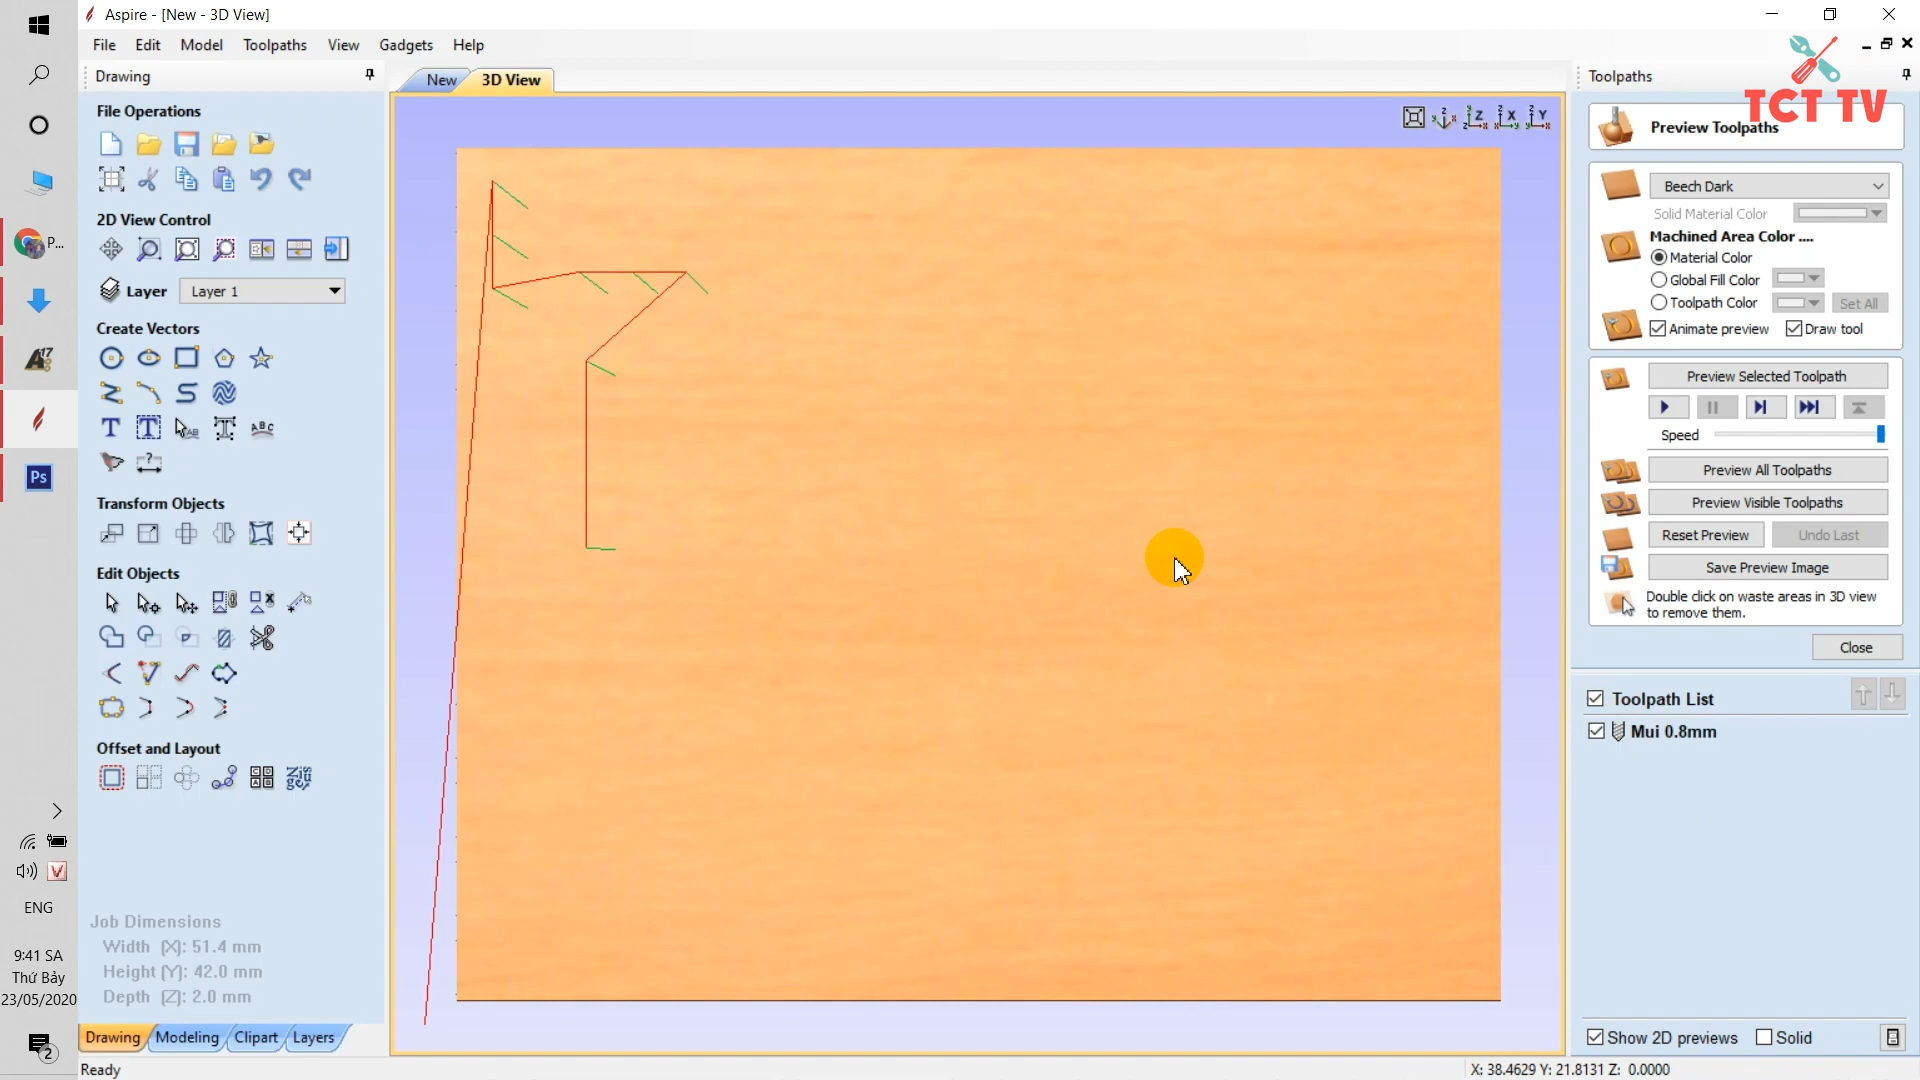 Aspire - [New - 3D View]
File Edit Model Toolpaths View Gadgets Help
TCT TV
Drawing
File Operations
2D View Control
Layer Layer 1
Create Vectors
Transform Objects
Edit Objects
Offset and Layout
Job Dimensions
Width (X): 51.4 mm
Height (Y): 42.0 mm
Depth (Z): 2.0 mm
Drawing Modeling Clipart Layers
Ready
New 3D View
Toolpaths
Preview Toolpaths
Beech Dark
Solid Material Color
Machined Area Color ....
Material Color
Global Fill Color
Toolpath Color Set All
Animate preview Draw tool
Preview Selected Toolpath
Speed
Preview All Toolpaths
Preview Visible Toolpaths
Reset Preview Undo Last
Save Preview Image
Double click on waste areas in 3D view
to remove them.
Close
Toolpath List
Mui 0.8mm
Show 2D previews Solid
X: 38.4629 Y: 21.8131 Z: 0.0000
P...
17
Ps
V
ENG
9:41 SA
Thứ Bảy
23/05/2020
2